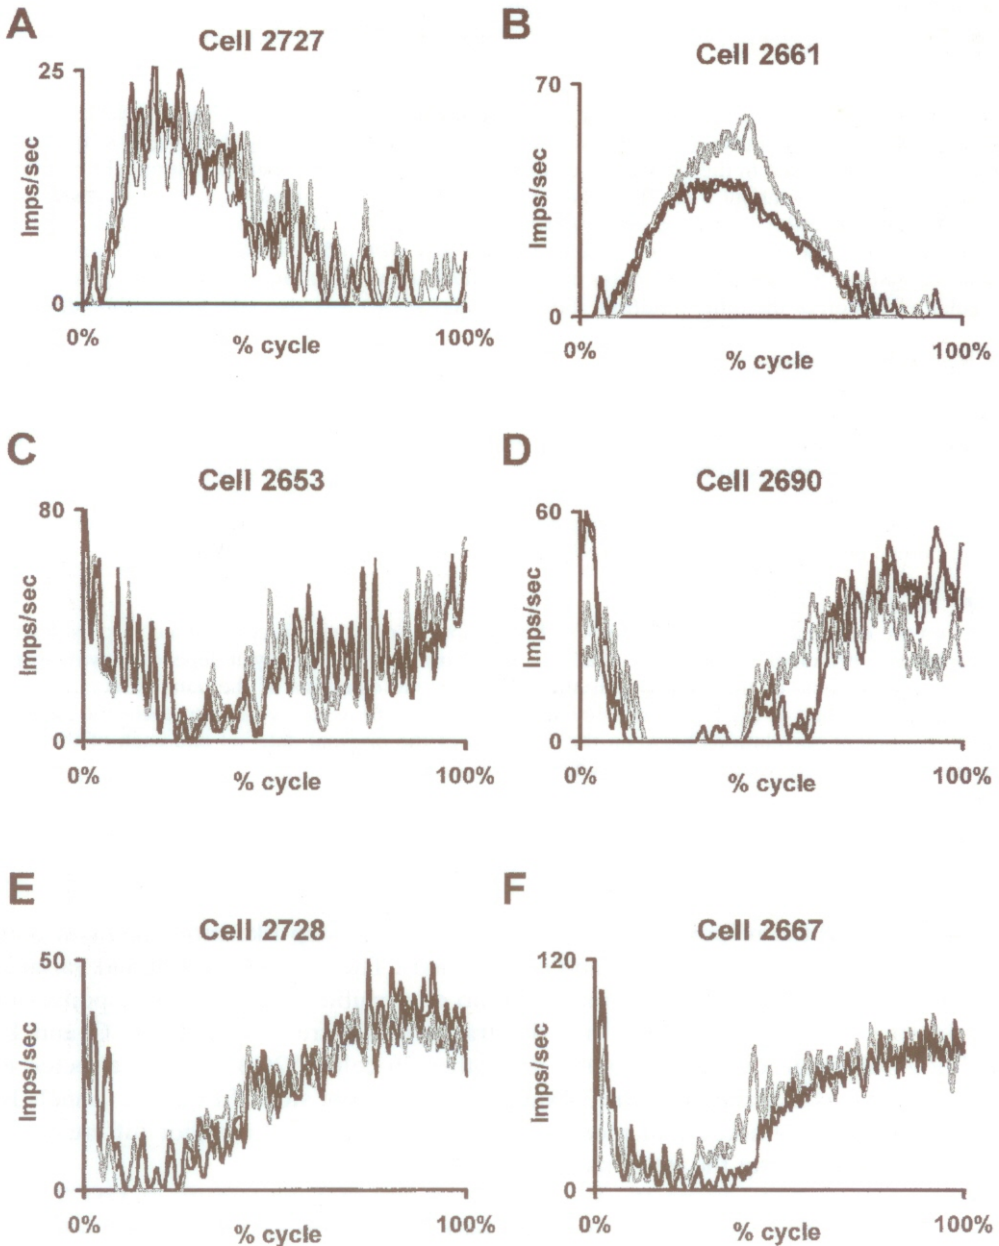 A
Cell 2727
25
Imps/sec
0
0%
% cycle
100%
B
Cell 2661
70
Imps/sec
0
0%
% cycle
100%
C
Cell 2653
80
Imps/sec
0
0%
% cycle
100%
D
Cell 2690
60
Imps/sec
0
0%
% cycle
100%
E
Cell 2728
50
Imps/sec
0
0%
% cycle
100%
F
Cell 2667
120
Imps/sec
0
0%
% cycle
100%